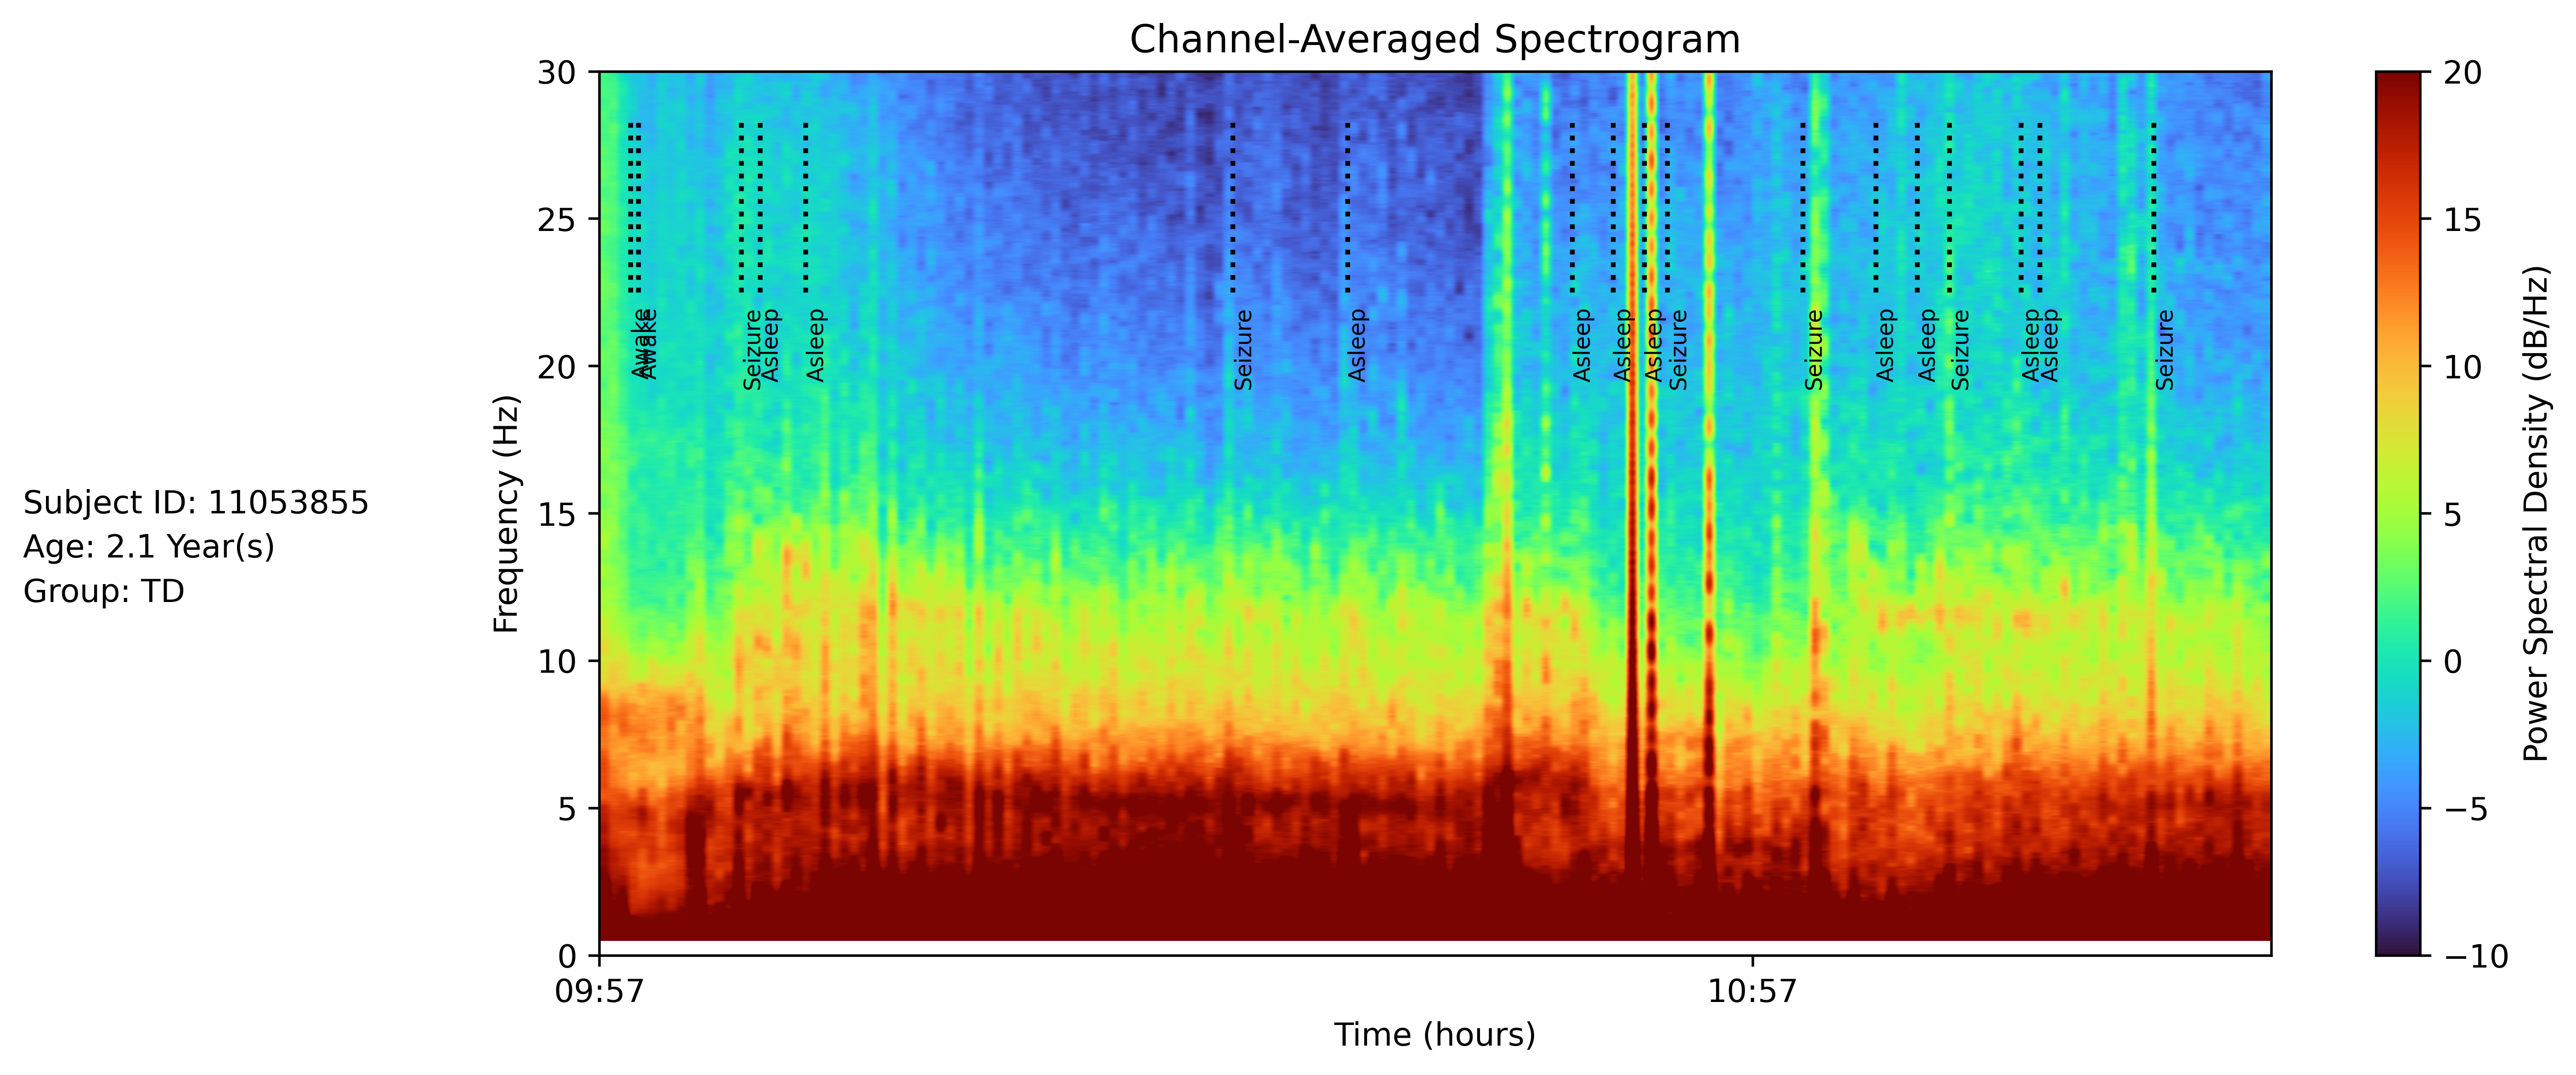 Channel-Averaged Spectrogram
Subject ID: 11053855
Age: 2.1 Year(s)
Group: TD
Frequency (Hz)
30
25
20
15
10
5
0
Awake
Awake
Seizure
Asleep
Asleep
Seizure
Asleep
Asleep
Asleep
Asleep
Seizure
Seizure
Asleep
Asleep
Seizure
Asleep
Asleep
Seizure
09:57
10:57
Time (hours)
20
15
10
5
0
−5
−10
Power Spectral Density (dB/Hz)